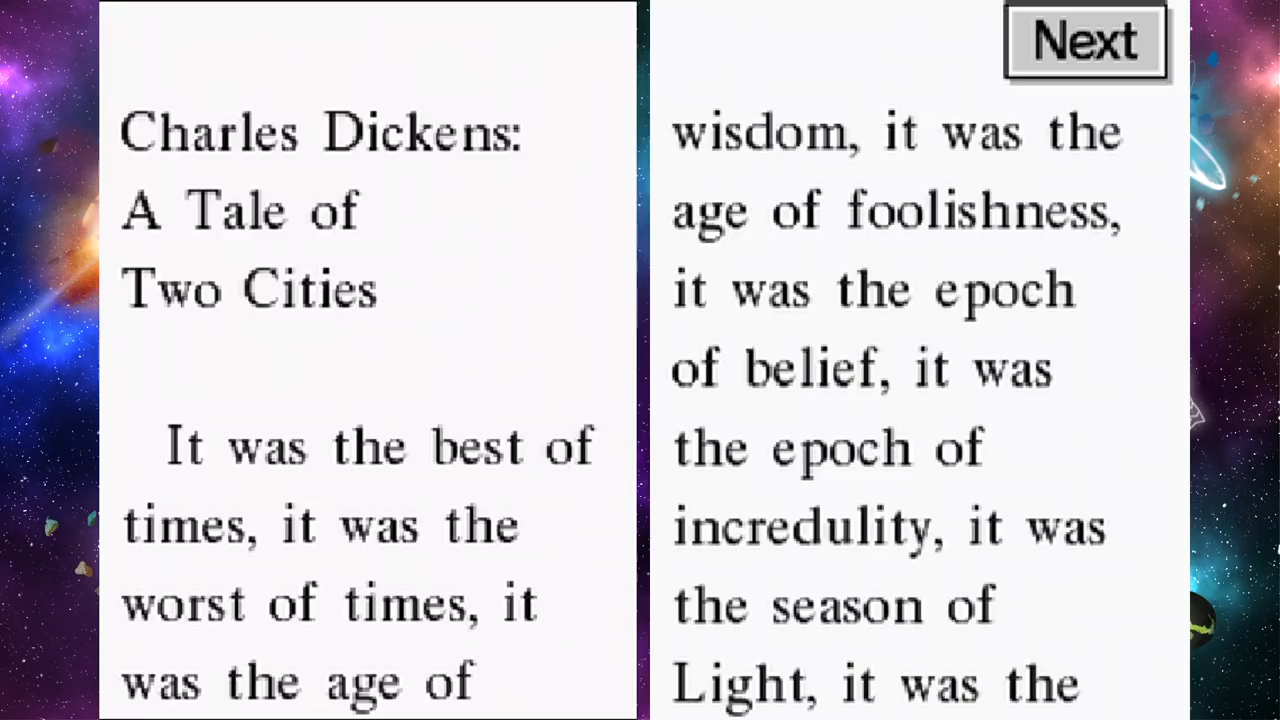 Charles Dickens:
A Tale of
Two Cities
It was the best of
times, it was the
worst of times, it
was the age of
Next
wisdom, it was the
age of foolishness,
it was the epoch
of belief, it was
the epoch of
incredulity, it was
the season of
Light, it was the